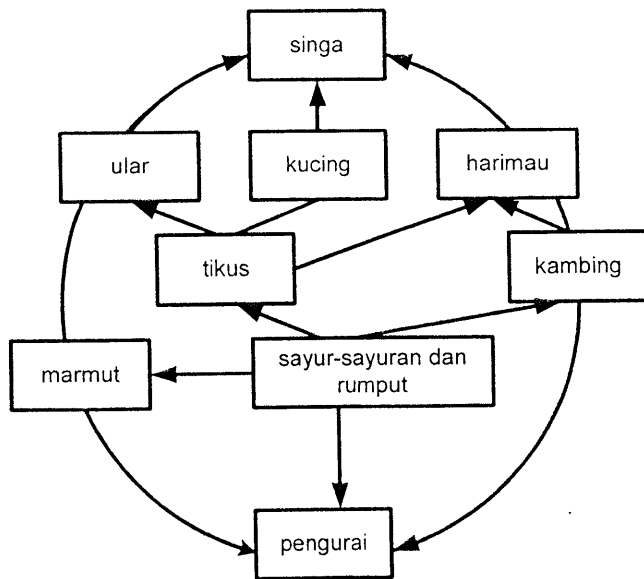 singa
ular
kucing
harimau
tikus
kambing
marmut
sayur-sayuran dan
rumput
pengurai